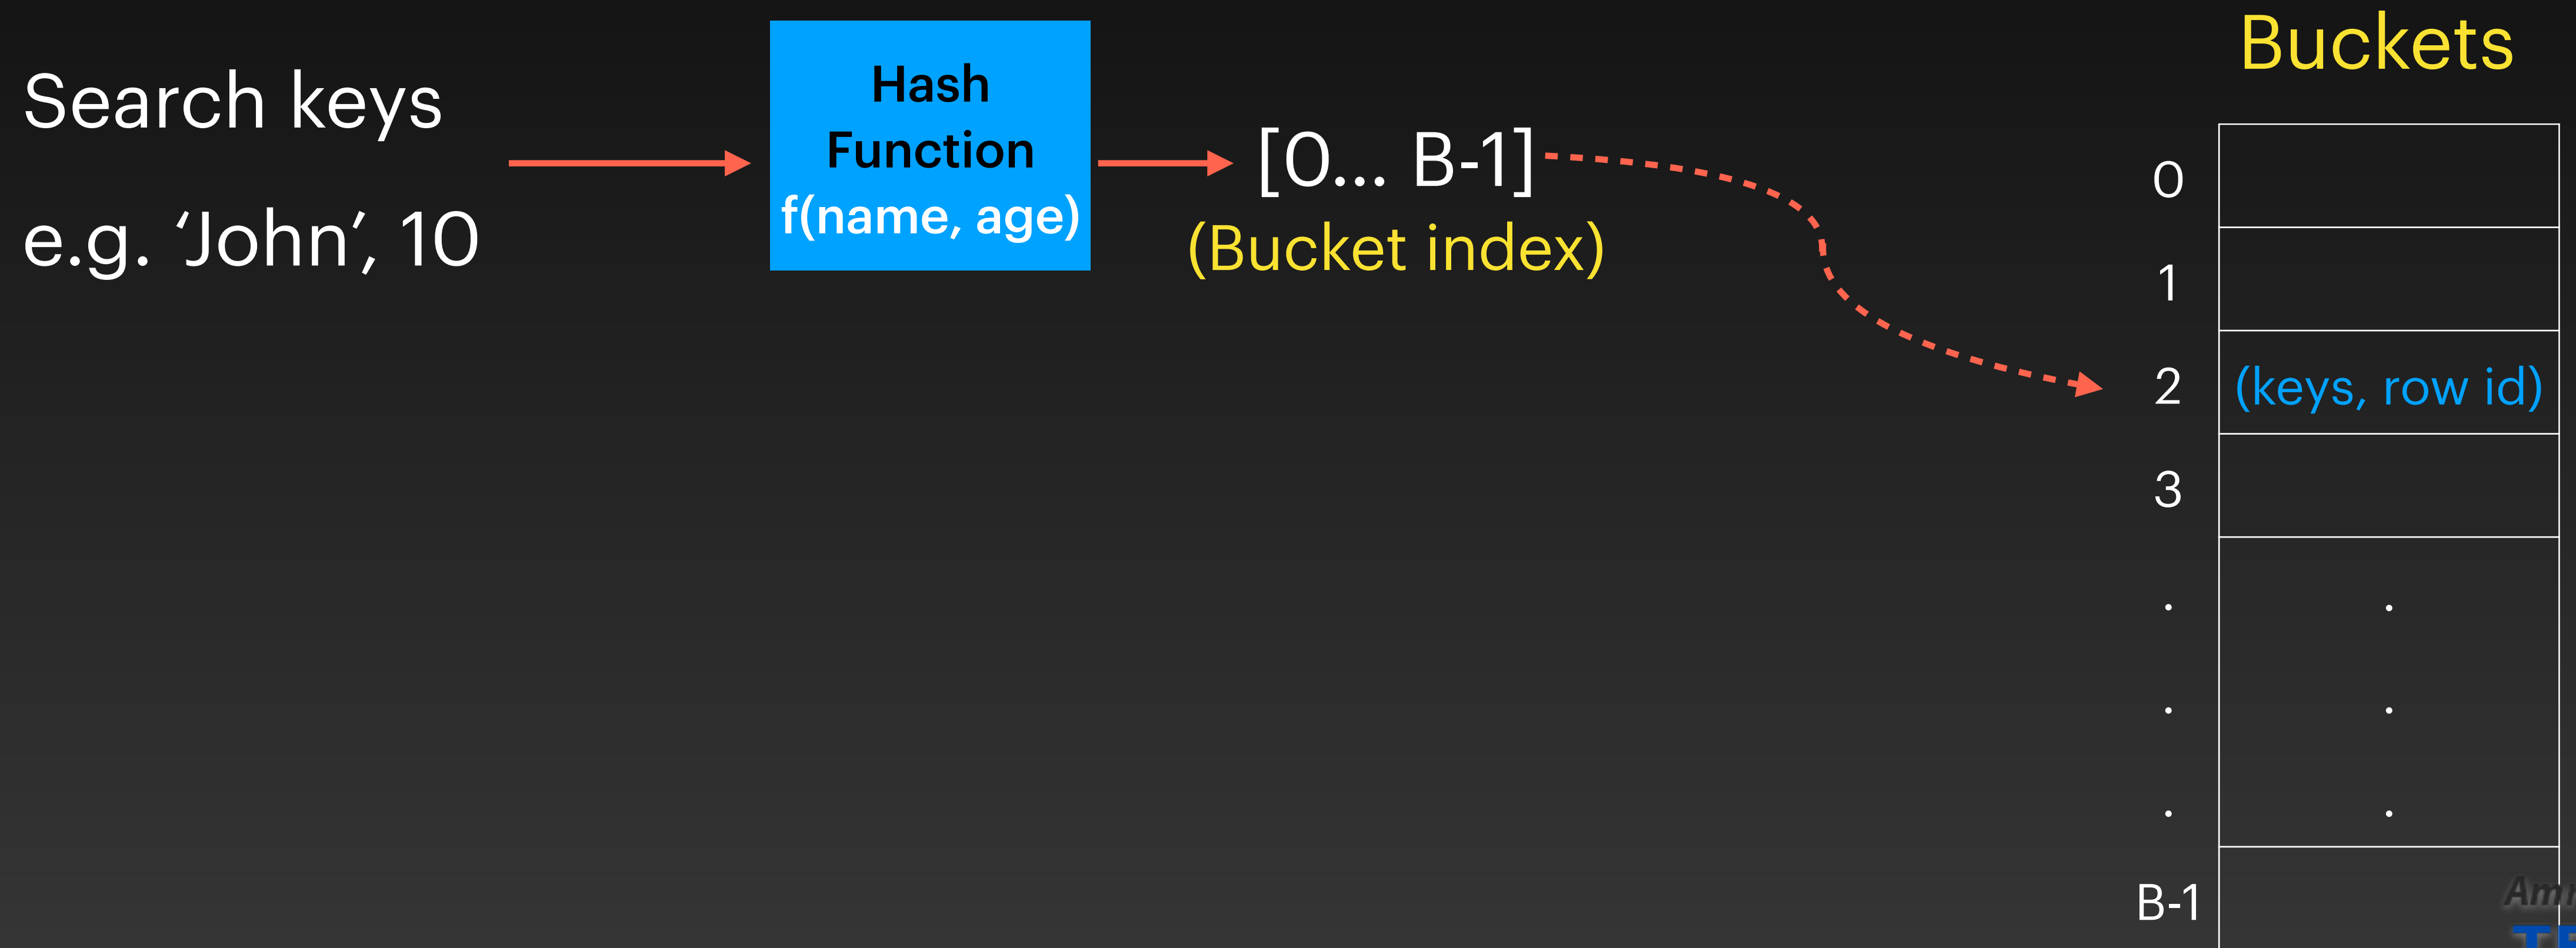 Buckets
Search keys
e.g. ‘John’, 10
Hash
Function
f(name, age)
[0... B-1]
(Bucket index)
0
1
2
(keys, row id)
3
.
.
.
.
.
.
B-1